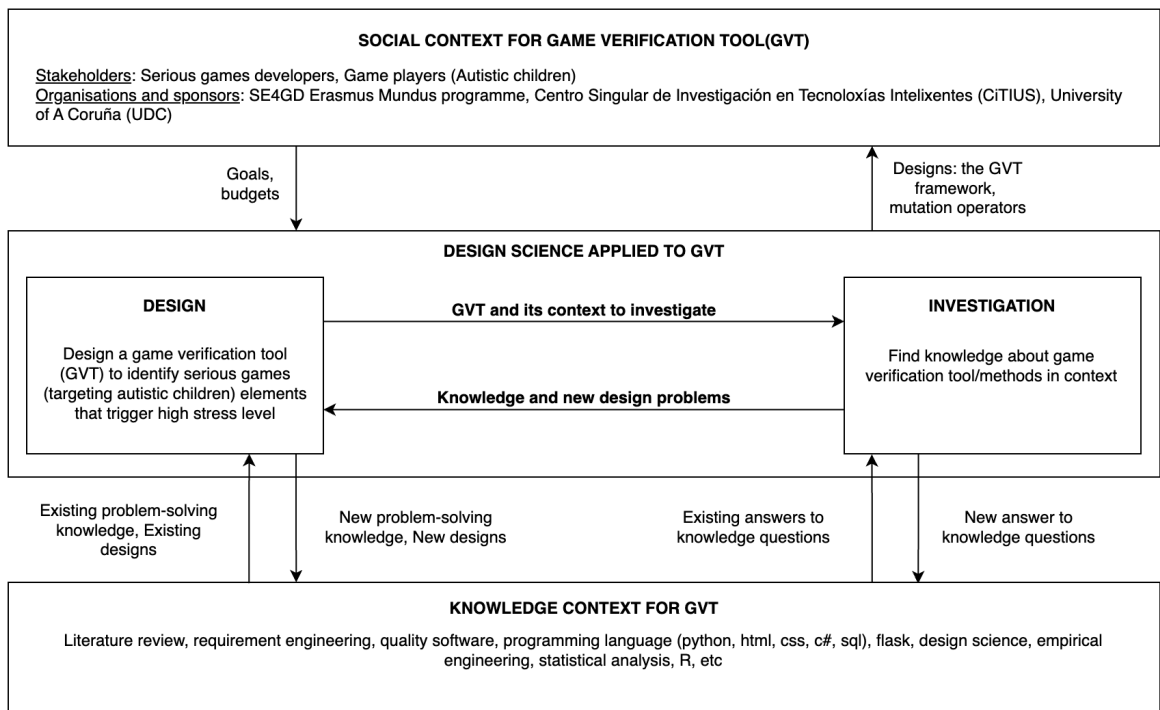 SOCIAL CONTEXT FOR GAME VERIFICATION TOOL(GVT)
Stakeholders: Serious games developers, Game players (Autistic children)
Organisations and sponsors: SE4GD Erasmus Mundus programme, Centro Singular de Investigación en Tecnoloxías Intelixentes (CiTIUS), University
of A Coruña (UDC)
Goals,
budgets
Designs: the GVT
framework,
mutation operators
DESIGN SCIENCE APPLIED TO GVT
DESIGN
Design a game verification tool
(GVT) to identify serious games
(targeting autistic children) elements
that trigger high stress level
GVT and its context to investigate
Knowledge and new design problems
INVESTIGATION
Find knowledge about game
verification tool/methods in context
Existing problem-solving
knowledge, Existing
designs
New problem-solving
knowledge, New designs
Existing answers to
knowledge questions
New answer to
knowledge questions
KNOWLEDGE CONTEXT FOR GVT
Literature review, requirement engineering, quality software, programming language (python, html, css, c#, sql), flask, design science, empirical
engineering, statistical analysis, R, etc